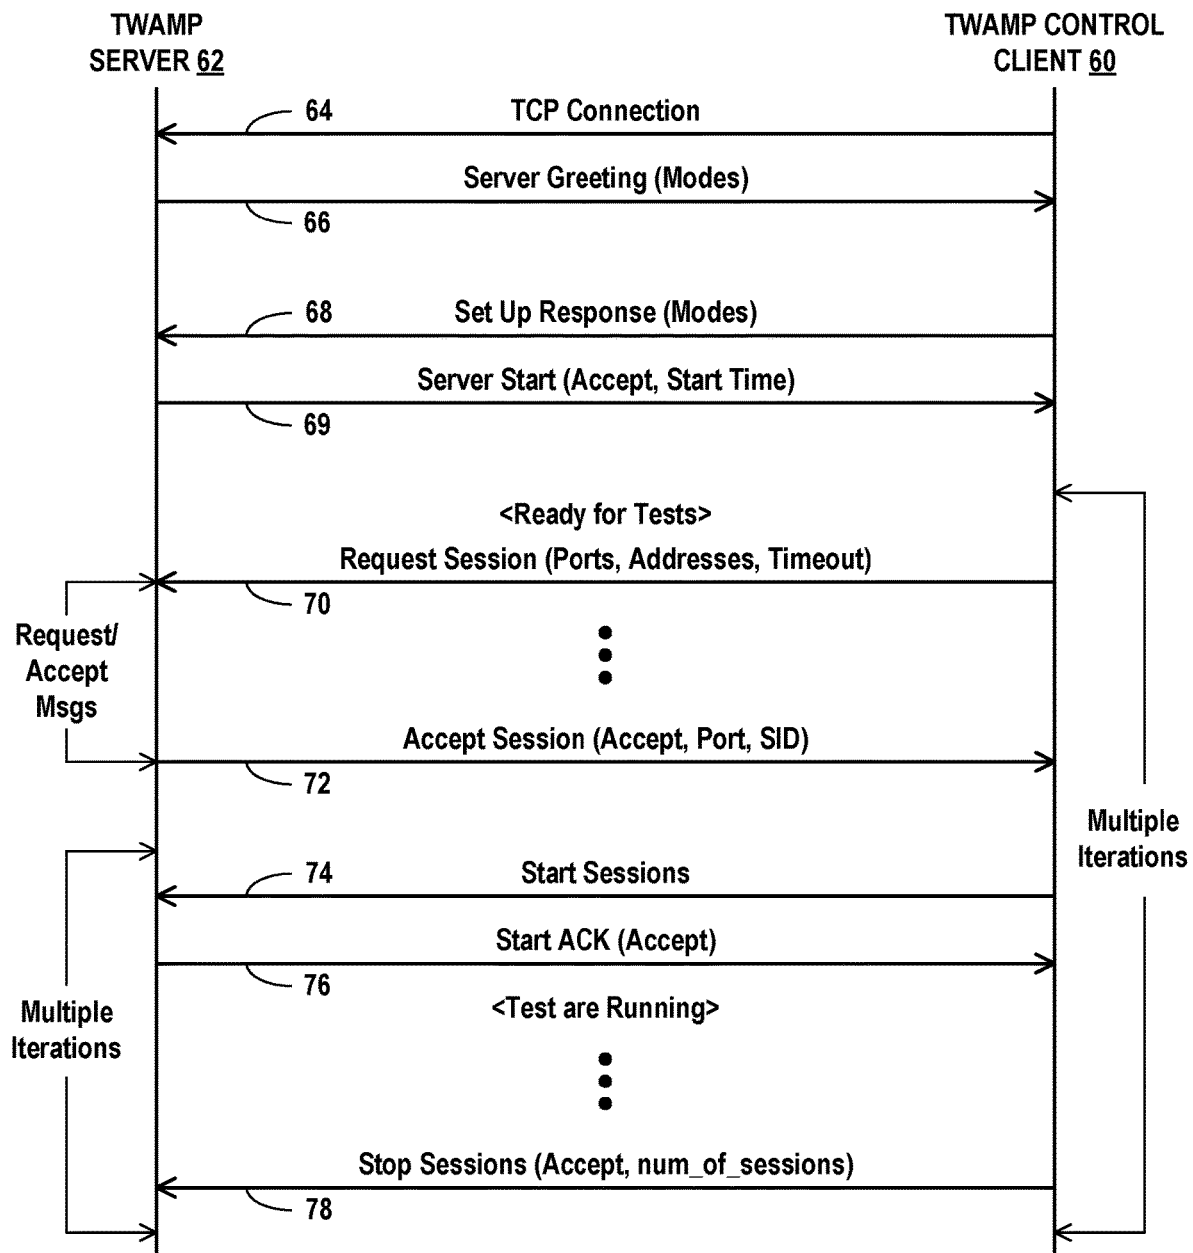 TWAMP
SERVER 62
TWAMP CONTROL
CLIENT 60
64
TCP Connection
Server Greeting (Modes)
66
68
Set Up Response (Modes)
Server Start (Accept, Start Time)
69
<Ready for Tests>
Request Session (Ports, Addresses, Timeout)
70
Request/
Accept
Msgs
Accept Session (Accept, Port, SID)
72
Multiple
Iterations
74
Start Sessions
Start ACK (Accept)
76
<Test are Running>
Multiple
Iterations
Stop Sessions (Accept, num_of_sessions)
78